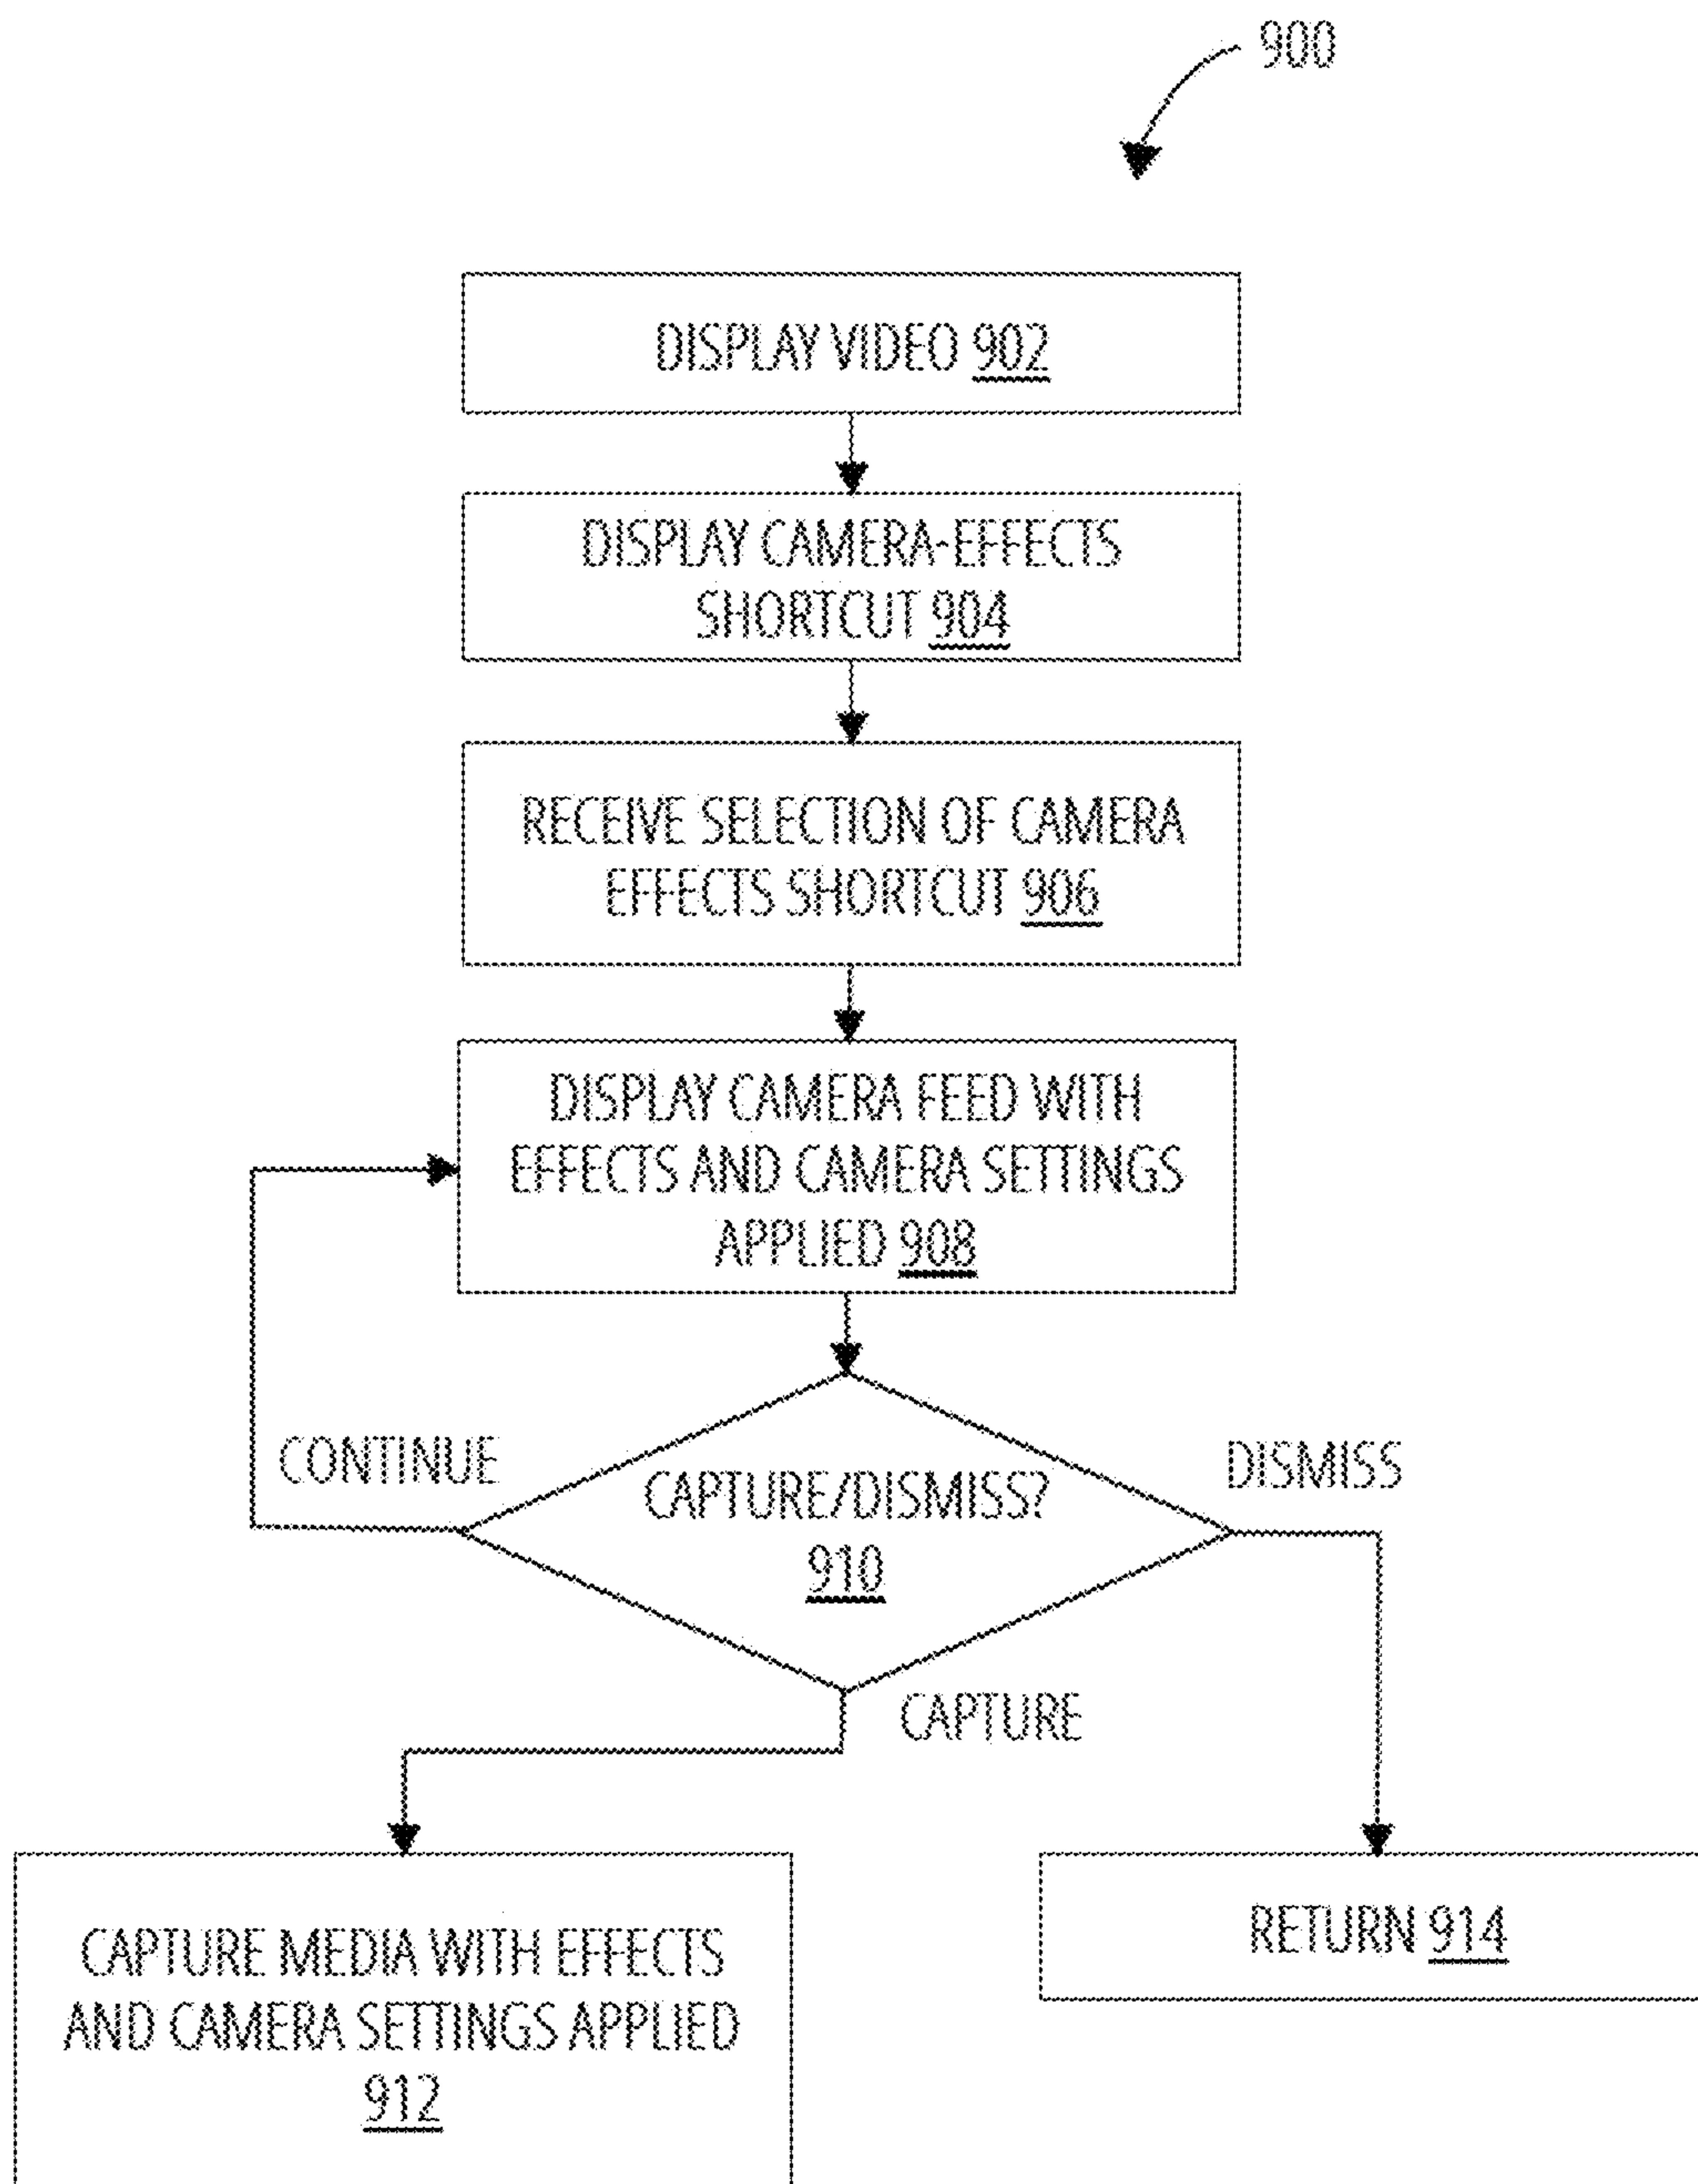 900
DISPLAY VIDEO 902
DISPLAY CAMERA-EFFECTS
SHORTCUT 904
RECEIVE SELECTION OF CAMERA
EFFECTS SHORTCUT 906
DISPLAY CAMERA FEED WITH
EFFECTS AND CAMERA SETTINGS
APPLIED 908
CONTINUE
CAPTURE/DISMISS?
910
DISMISS
CAPTURE
CAPTURE MEDIA WITH EFFECTS
AND CAMERA SETTINGS APPLIED
912
RETURN 914